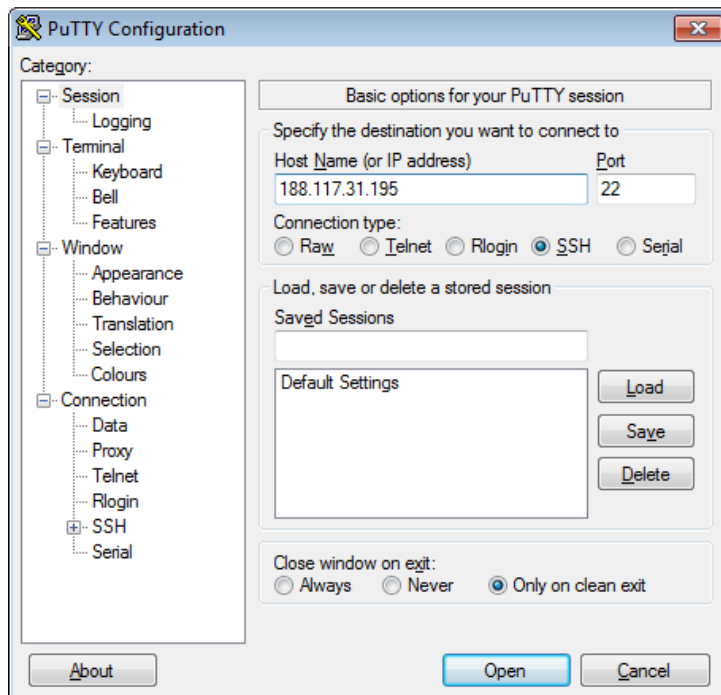 PuTTY Configuration
Category:
Session
Logging
Terminal
Keyboard
Bell
Features
Window
Appearance
Behaviour
Translation
Selection
Colours
Connection
Data
Proxy
Telnet
Rlogin
SSH
Serial
Basic options for your PuTTY session
Specify the destination you want to connect to
Host Name (or IP address) Port
188.117.31.195 22
Connection type:
Raw Telnet Rlogin SSH Serial
Load, save or delete a stored session
Saved Sessions
Default Settings
Load
Save
Delete
Close window on exit:
Always Never Only on clean exit
About Open Cancel